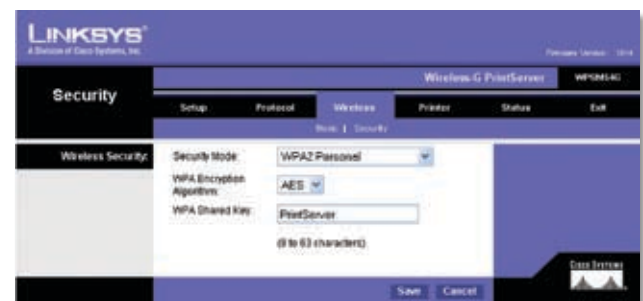 LINKSYS®
A Division of Cisco Systems, Inc.
Firmware Version:
Wireless-G PrintServer WPSM54G
Security
Setup Protocol Wireless Printer Status Exit
Basic | Security
Wireless Security:
Security Mode: WPA2 Personal
WPA Encryption
Algorithm: AES
WPA Shared Key: PrintServer
(8 to 63 characters)
Save Cancel
CISCO SYSTEMS